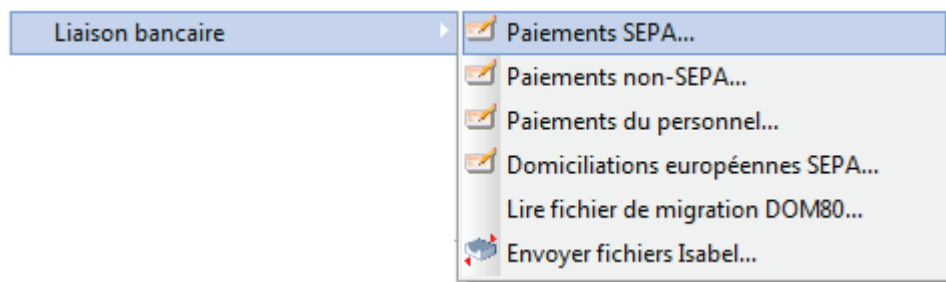 Liaison bancaire
Paiements SEPA...
Paiements non-SEPA...
Paiements du personnel...
Domiciliations européennes SEPA...
Lire fichier de migration DOM80...
Envoyer fichiers Isabel...